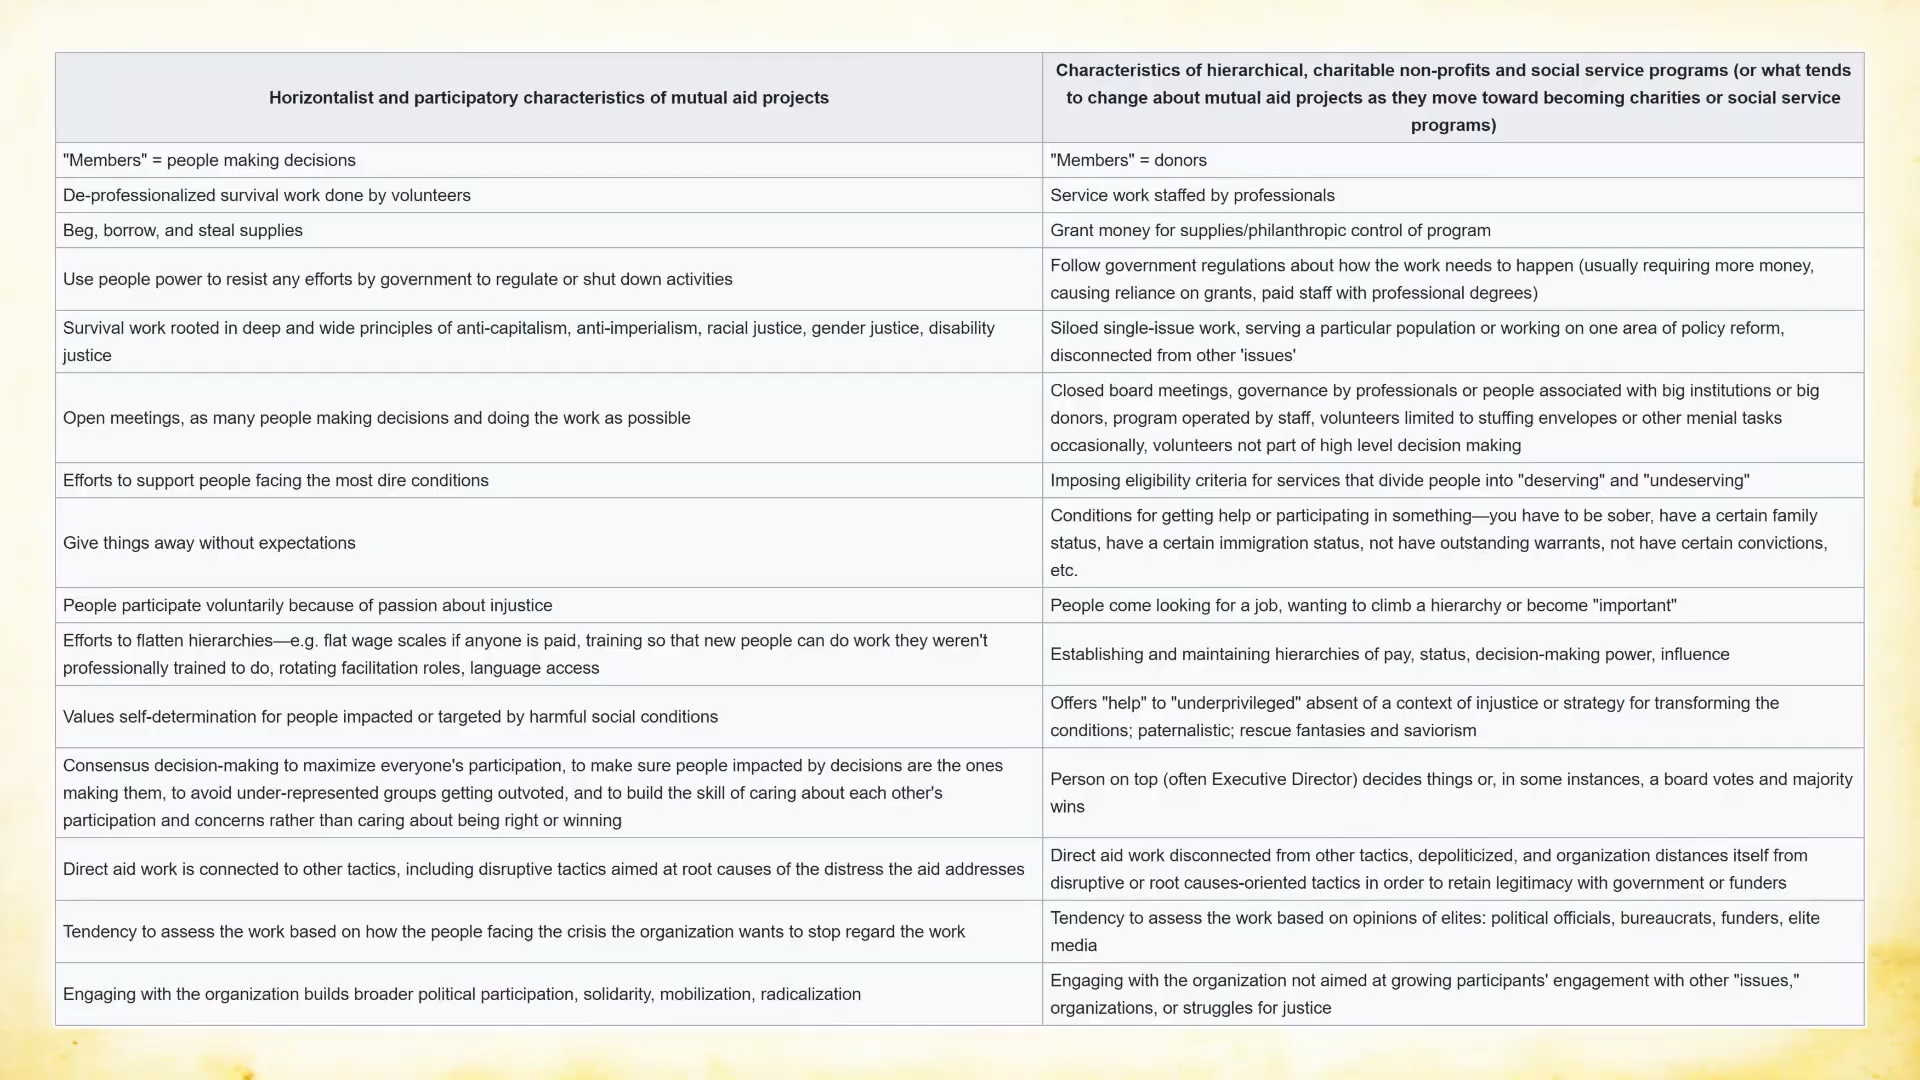 Horizontalist and participatory characteristics of mutual aid projects
Characteristics of hierarchical, charitable non-profits and social service programs (or what tends
to change about mutual aid projects as they move toward becoming charities or social service
programs)
"Members" = people making decisions
"Members" = donors
De-professionalized survival work done by volunteers
Service work staffed by professionals
Beg, borrow, and steal supplies
Grant money for supplies/philanthropic control of program
Use people power to resist any efforts by government to regulate or shut down activities
Follow government regulations about how the work needs to happen (usually requiring more money,
causing reliance on grants, paid staff with professional degrees)
Survival work rooted in deep and wide principles of anti-capitalism, anti-imperialism, racial justice, gender justice, disability
justice
Siloed single-issue work, serving a particular population or working on one area of policy reform,
disconnected from other 'issues'
Open meetings, as many people making decisions and doing the work as possible
Closed board meetings, governance by professionals or people associated with big institutions or big
donors, program operated by staff, volunteers limited to stuffing envelopes or other menial tasks
occasionally, volunteers not part of high level decision making
Efforts to support people facing the most dire conditions
Imposing eligibility criteria for services that divide people into "deserving" and "undeserving"
Give things away without expectations
Conditions for getting help or participating in something—you have to be sober, have a certain family
status, have a certain immigration status, not have outstanding warrants, not have certain convictions,
etc.
People participate voluntarily because of passion about injustice
People come looking for a job, wanting to climb a hierarchy or become "important"
Efforts to flatten hierarchies—e.g. flat wage scales if anyone is paid, training so that new people can do work they weren't
professionally trained to do, rotating facilitation roles, language access
Establishing and maintaining hierarchies of pay, status, decision-making power, influence
Values self-determination for people impacted or targeted by harmful social conditions
Offers "help" to "underprivileged" absent of a context of injustice or strategy for transforming the
conditions; paternalistic; rescue fantasies and saviorism
Consensus decision-making to maximize everyone's participation, to make sure people impacted by decisions are the ones
making them, to avoid under-represented groups getting outvoted, and to build the skill of caring about each other's
participation and concerns rather than caring about being right or winning
Person on top (often Executive Director) decides things or, in some instances, a board votes and majority
wins
Direct aid work is connected to other tactics, including disruptive tactics aimed at root causes of the distress the aid addresses
Direct aid work disconnected from other tactics, depoliticized, and organization distances itself from
disruptive or root causes-oriented tactics in order to retain legitimacy with government or funders
Tendency to assess the work based on how the people facing the crisis the organization wants to stop regard the work
Tendency to assess the work based on opinions of elites: political officials, bureaucrats, funders, elite
media
Engaging with the organization builds broader political participation, solidarity, mobilization, radicalization
Engaging with the organization not aimed at growing participants' engagement with other "issues,"
organizations, or struggles for justice